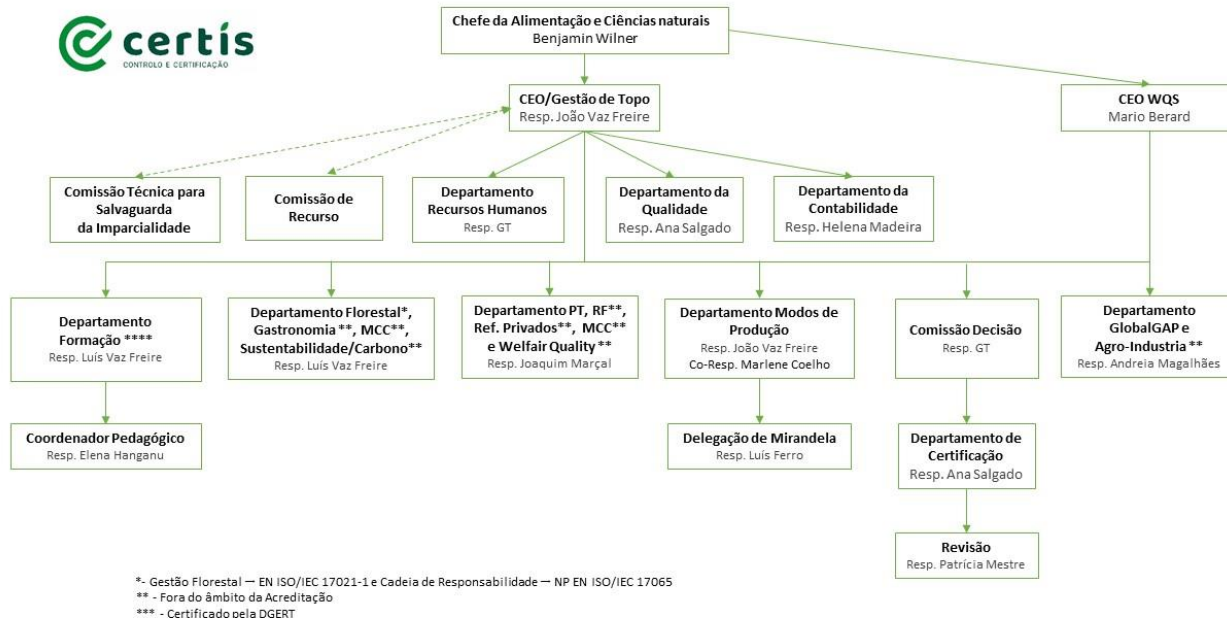 certís
CONTROLO E CERTIFICAÇÃO
Chefe da Alimentação e Ciências naturais
Benjamin Wilner
CEO/Gestão de Topo
Resp. João Vaz Freire
CEO WQS
Mario Berard
Comissão Técnica para
Salvaguarda
da Imparcialidade
Comissão de
Recurso
Departamento
Recursos Humanos
Resp. GT
Departamento da
Qualidade
Resp. Ana Salgado
Departamento da
Contabilidade
Resp. Helena Madeira
Departamento
Formação ****
Resp. Luís Vaz Freire
Departamento Florestal*,
Gastronomia **, MCC**,
Sustentabilidade/Carbono**
Resp. Luís Vaz Freire
Departamento PT, RF**,
Ref. Privados**, MCC**
e Welfair Quality **
Resp. Joaquim Marçal
Departamento Modos de
Produção
Resp. João Vaz Freire
Co-Resp. Marlene Coelho
Comissão Decisão
Resp. GT
Departamento
GlobalGAP e
Agro-Industria **
Resp. Andreia Magalhães
Coordenador Pedagógico
Resp. Elena Hanganu
Delegação de Mirandela
Resp. Luís Ferro
Departamento de
Certificação
Resp. Ana Salgado
Revisão
Resp. Patrícia Mestre
*- Gestão Florestal — EN ISO/IEC 17021-1 e Cadeia de Responsabilidade — NP EN ISO/IEC 17065
** - Fora do âmbito da Acreditação
*** - Certificado pela DGERT